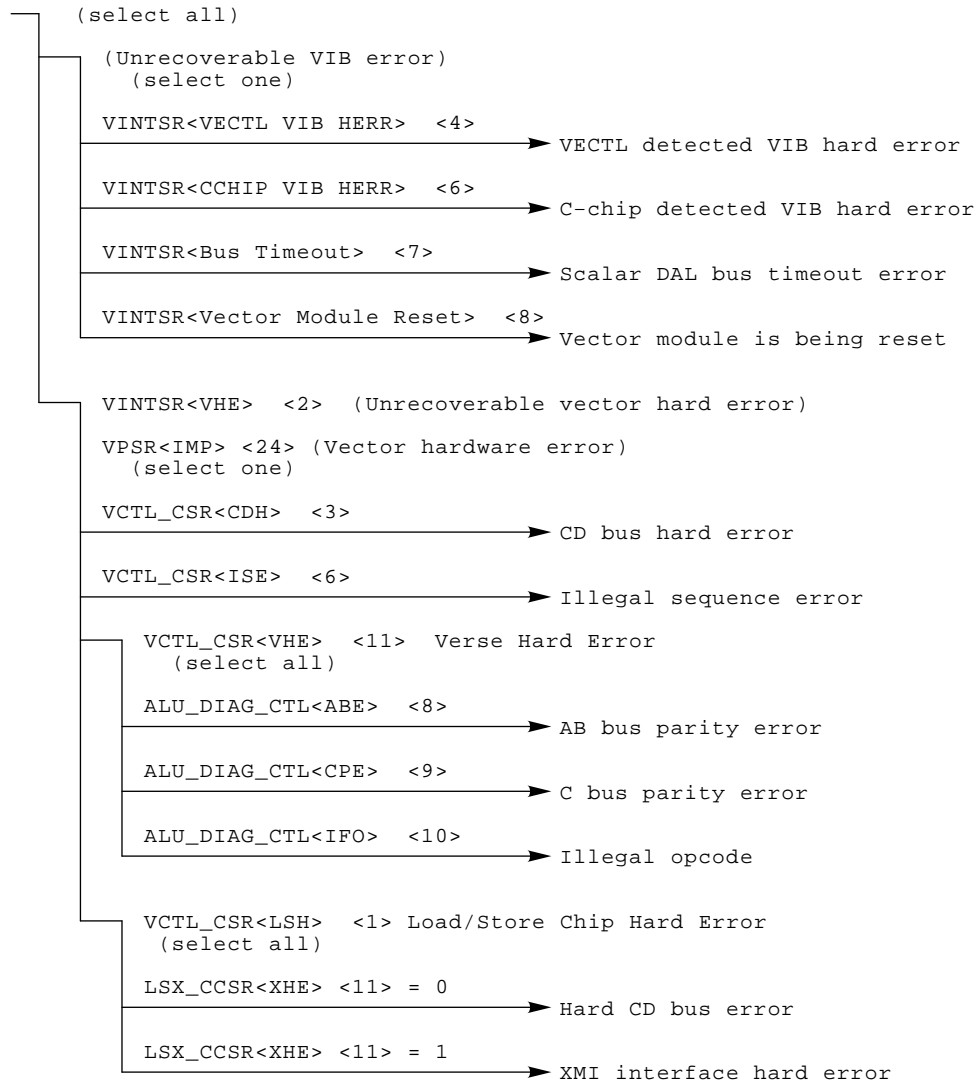 (select all)
(Unrecoverable VIB error)
(select one)
VINTSR<VECTL VIB HERR> <4>
VECTL detected VIB hard error
VINTSR<CCHIP VIB HERR> <6>
C-chip detected VIB hard error
VINTSR<Bus Timeout> <7>
Scalar DAL bus timeout error
VINTSR<Vector Module Reset> <8>
Vector module is being reset
VINTSR<VHE> <2> (Unrecoverable vector hard error)
VPSR<IMP> <24> (Vector hardware error)
(select one)
VCTL_CSR<CDH> <3>
CD bus hard error
VCTL_CSR<ISE> <6>
Illegal sequence error
VCTL_CSR<VHE> <11> Verse Hard Error
(select all)
ALU_DIAG_CTL<ABE> <8>
AB bus parity error
ALU_DIAG_CTL<CPE> <9>
C bus parity error
ALU_DIAG_CTL<IFO> <10>
Illegal opcode
VCTL_CSR<LSH> <1> Load/Store Chip Hard Error
(select all)
LSX_CCSR<XHE> <11> = 0
Hard CD bus error
LSX_CCSR<XHE> <11> = 1
XMI interface hard error